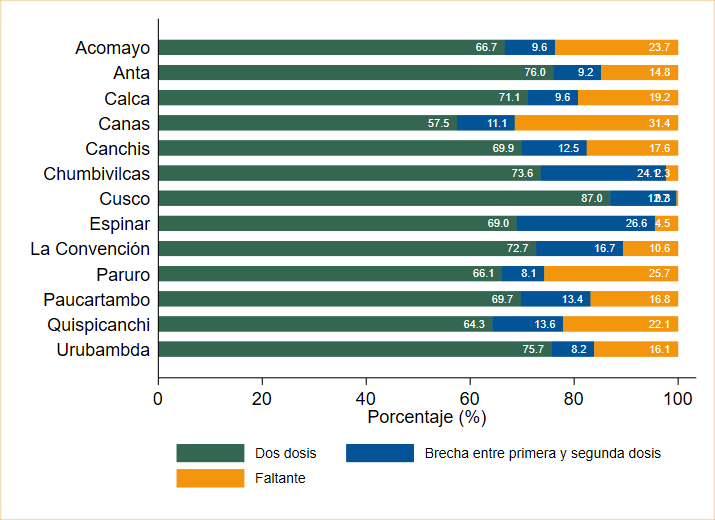 Acomayo 66.7 9.6 23.7
Anta 76.0 9.2 14.8
Calca 71.1 9.6 19.2
Canas 57.5 11.1 31.4
Canchis 69.9 12.5 17.6
Chumbivilcas 73.6 24.1 2.3
Cusco 87.0
Espinar 69.0 26.6 4.5
La Convención 72.7 16.7 10.6
Paruro 66.1 8.1 25.7
Paucartambo 69.7 13.4 16.8
Quispicanchi 64.3 13.6 22.1
Urubambda 75.7 8.2 16.1
0 20 40 60 80 100
Porcentaje (%)
Dos dosis Brecha entre primera y segunda dosis
Faltante